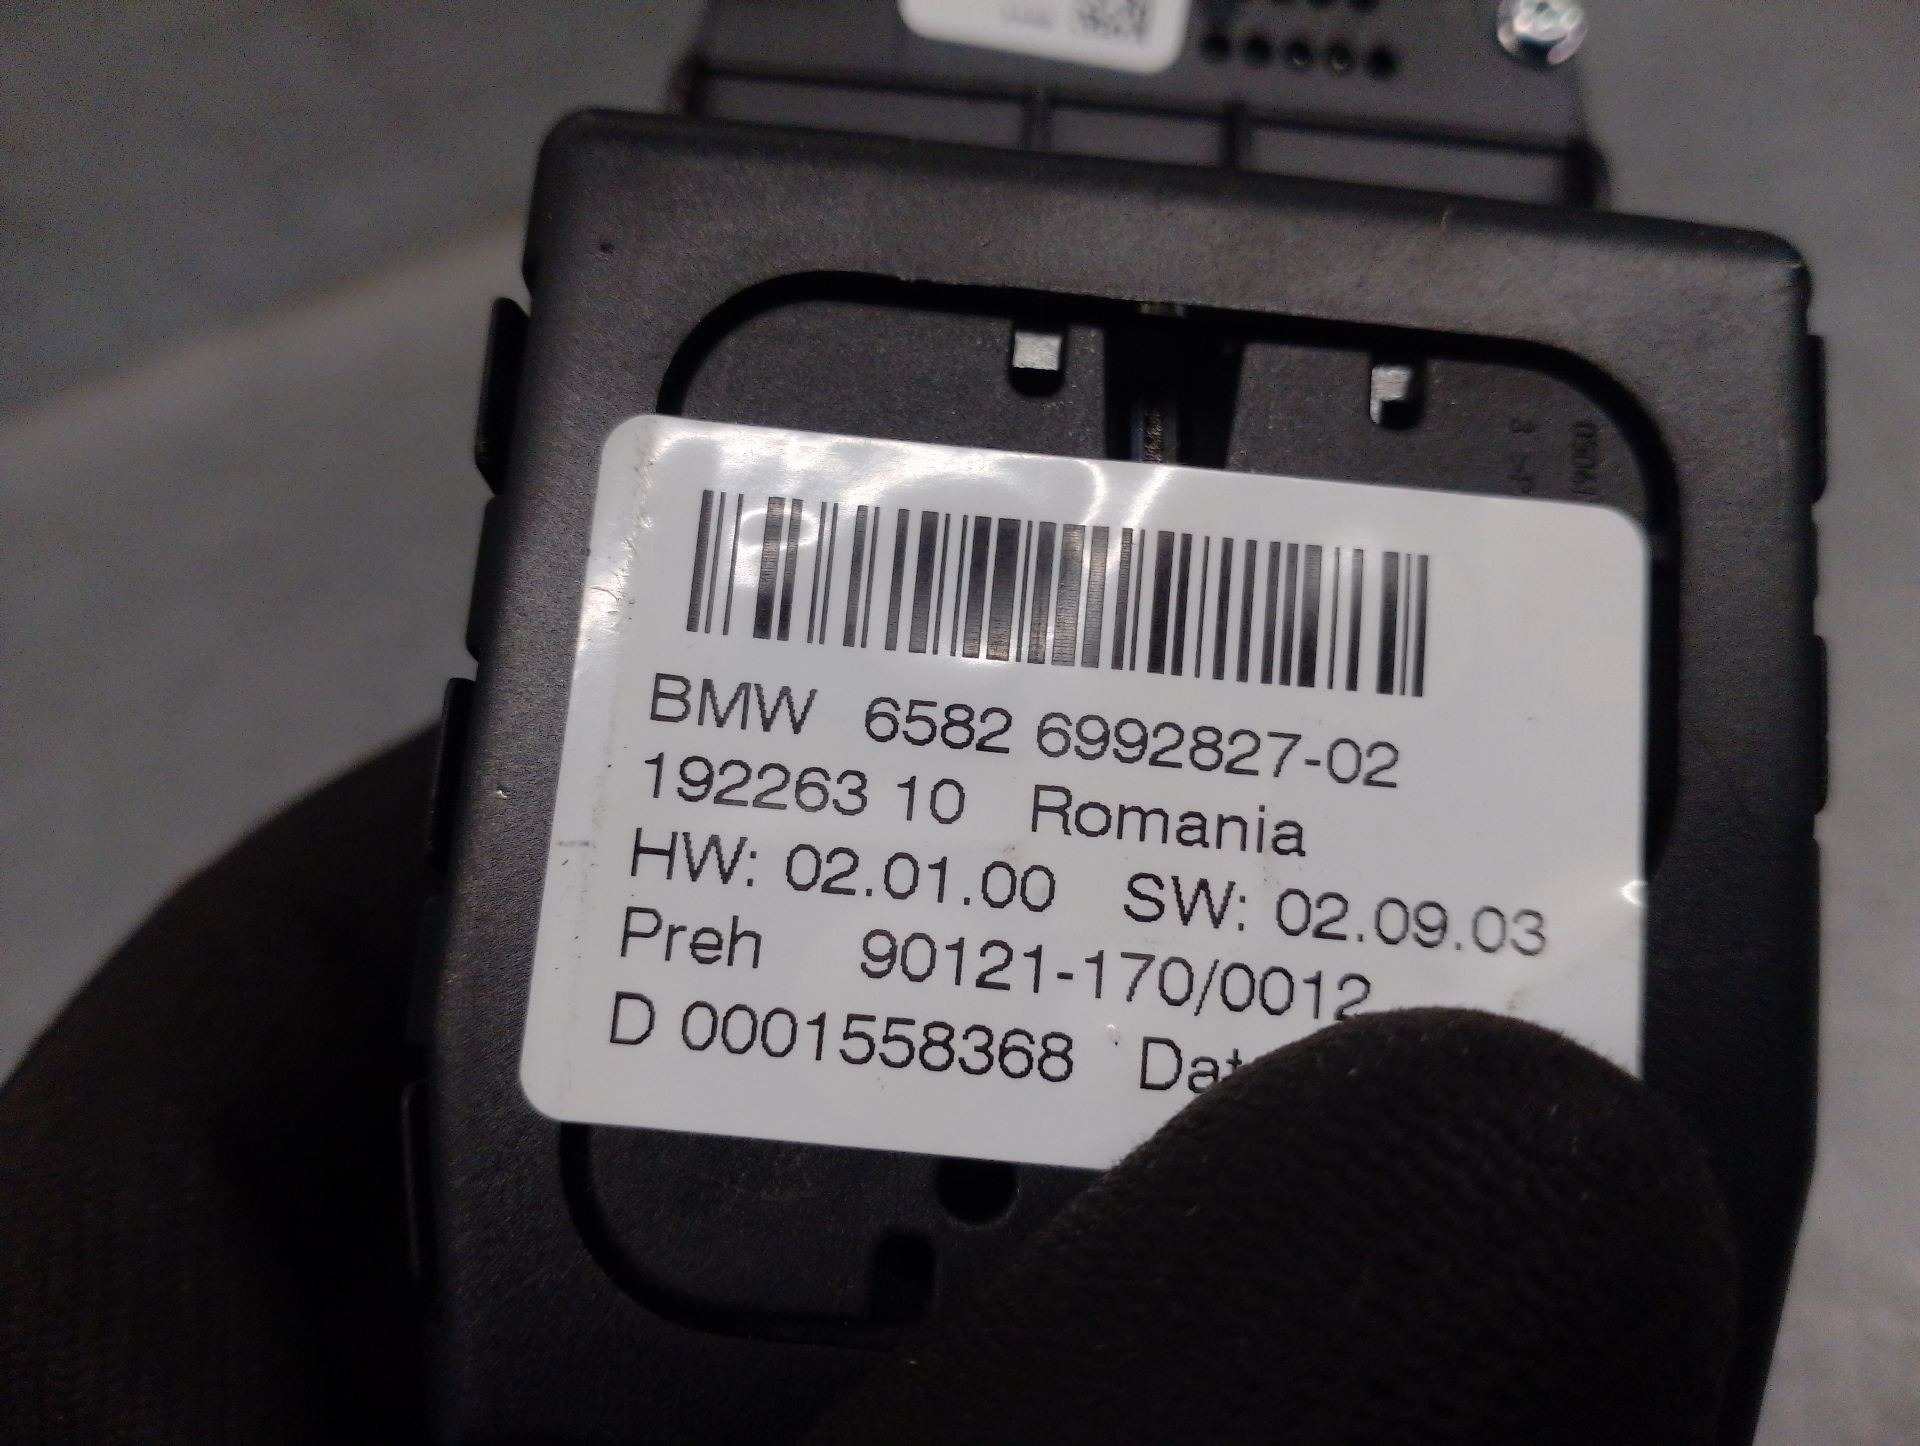 BMW 6582 6992827-02
192263 10 Romania
HW: 02.01.00 SW: 02.09.03
Preh 90121-170/0012
D 0001558368